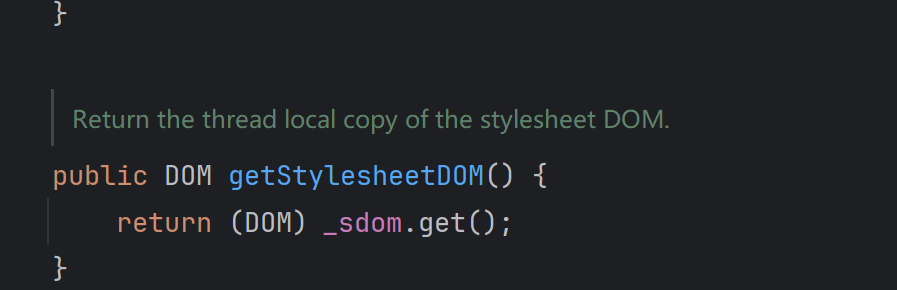 }
Return the thread local copy of the stylesheet DOM.
public DOM getStylesheetDOM() {
return (DOM) _sdom.get();
}